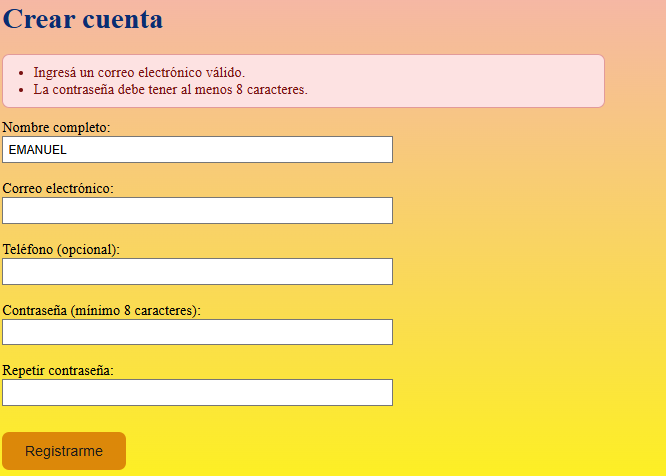 Crear cuenta
Ingresá un correo electrónico válido.
La contraseña debe tener al menos 8 caracteres.
Nombre completo:
EMANUEL
Correo electrónico:
Teléfono (opcional):
Contraseña (mínimo 8 caracteres):
Repetir contraseña:
Registrarme